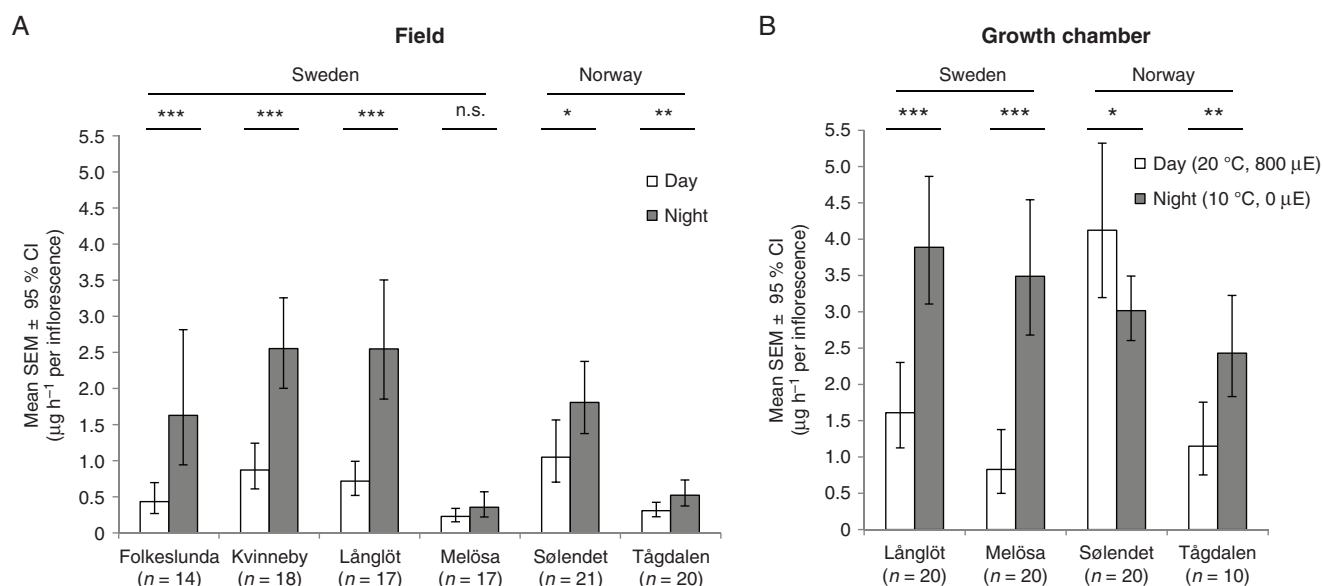 A
Field
Sweden
Norway
***
***
***
n.s.
*
**
5.5
5.0
4.5
4.0
3.5
3.0
2.5
2.0
1.5
1.0
0.5
0
Mean SEM ± 95 % CI
(µg h⁻¹ per inflorescence)
Day
Night
Folkeslunda
(n = 14)
Kvinneby
(n = 18)
Långlöt
(n = 17)
Melösa
(n = 17)
Sølendet
(n = 21)
Tågdalen
(n = 20)
B
Growth chamber
Sweden
Norway
***
***
*
**
5.5
5.0
4.5
4.0
3.5
3.0
2.5
2.0
1.5
1.0
0.5
0
Mean SEM ± 95 % CI
(µg h⁻¹ per inflorescence)
Day (20 °C, 800 µE)
Night (10 °C, 0 µE)
Långlöt
(n = 20)
Melösa
(n = 20)
Sølendet
(n = 20)
Tågdalen
(n = 10)